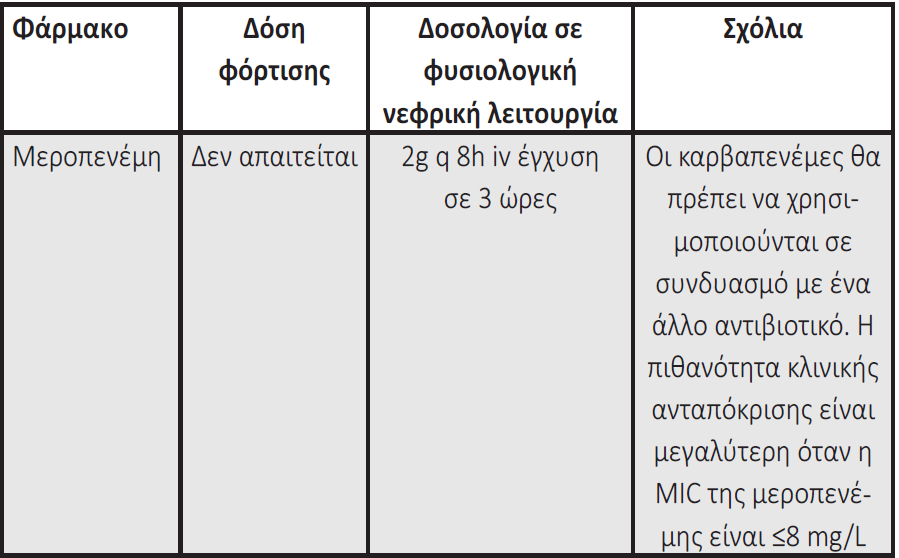 Φάρμακο
Δόση
φόρτισης
Δοσολογία σε
φυσιολογική
νεφρική λειτουργία
Σχόλια
Μεροπενέμη
Δεν απαιτείται
2g q 8h iv έγχυση
σε 3 ώρες
Οι καρβαπενέμες θα
πρέπει να χρησι-
μοποιούνται σε
συνδυασμό με ένα
άλλο αντιβιοτικό. Η
πιθανότητα κλινικής
ανταπόκρισης είναι
μεγαλύτερη όταν η
MIC της μεροπενέ-
μης είναι ≤8 mg/L